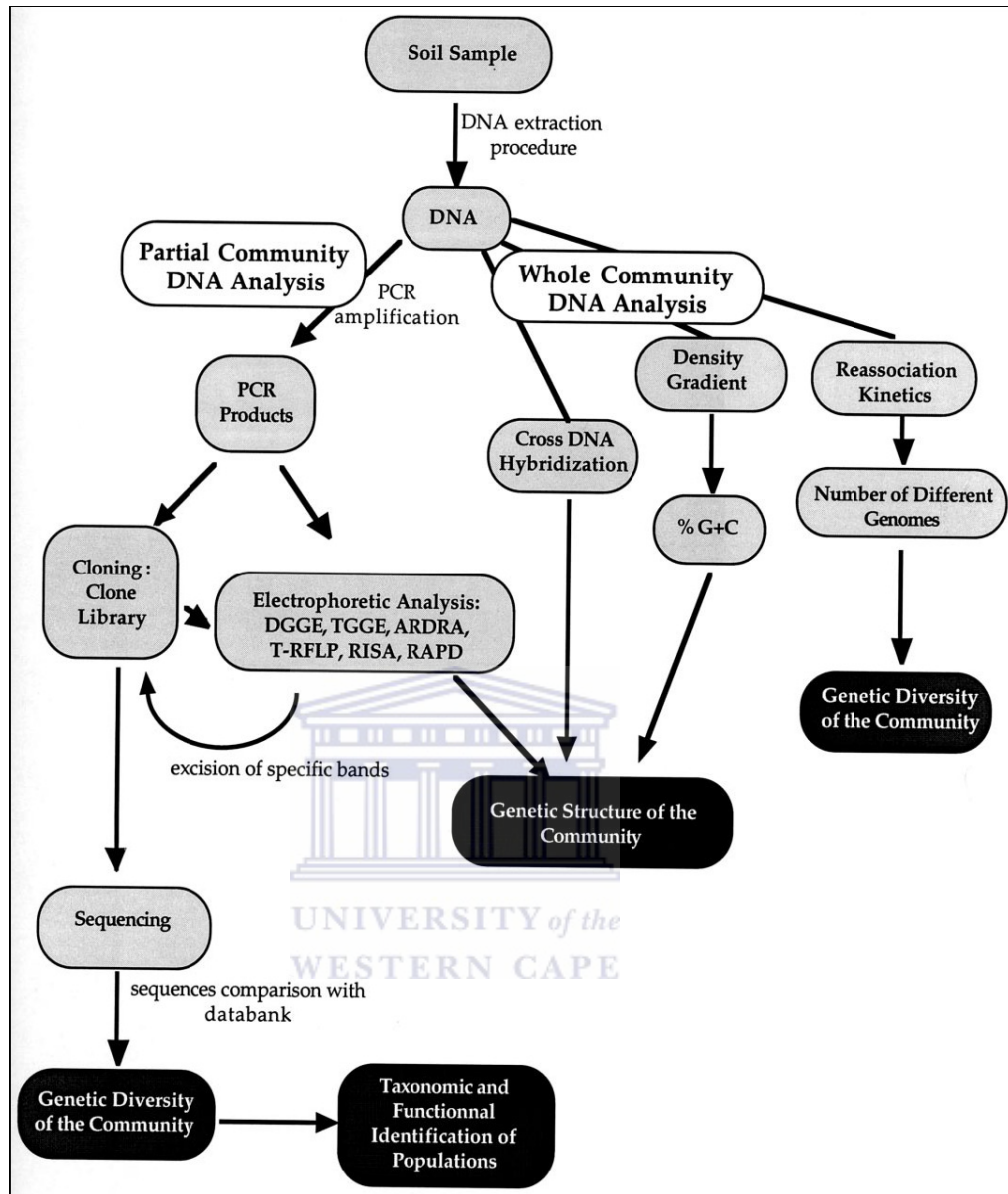 Soil Sample
DNA extraction
procedure
DNA
Partial Community
DNA Analysis
Whole Community
DNA Analysis
PCR
amplification
PCR
Products
Density
Gradient
Reassociation
Kinetics
Cross DNA
Hybridization
% G+C
Number of Different
Genomes
Cloning :
Clone
Library
Electrophoretic Analysis:
DGGE, TGGE, ARDRA,
T-RFLP, RISA, RAPD
Genetic Diversity
of the Community
excision of specific bands
Genetic Structure of the
Community
Sequencing
UNIVERSITY of the
WESTERN CAPE
sequences comparison with
databank
Genetic Diversity
of the Community
Taxonomic and
Functionnal
Identification of
Populations